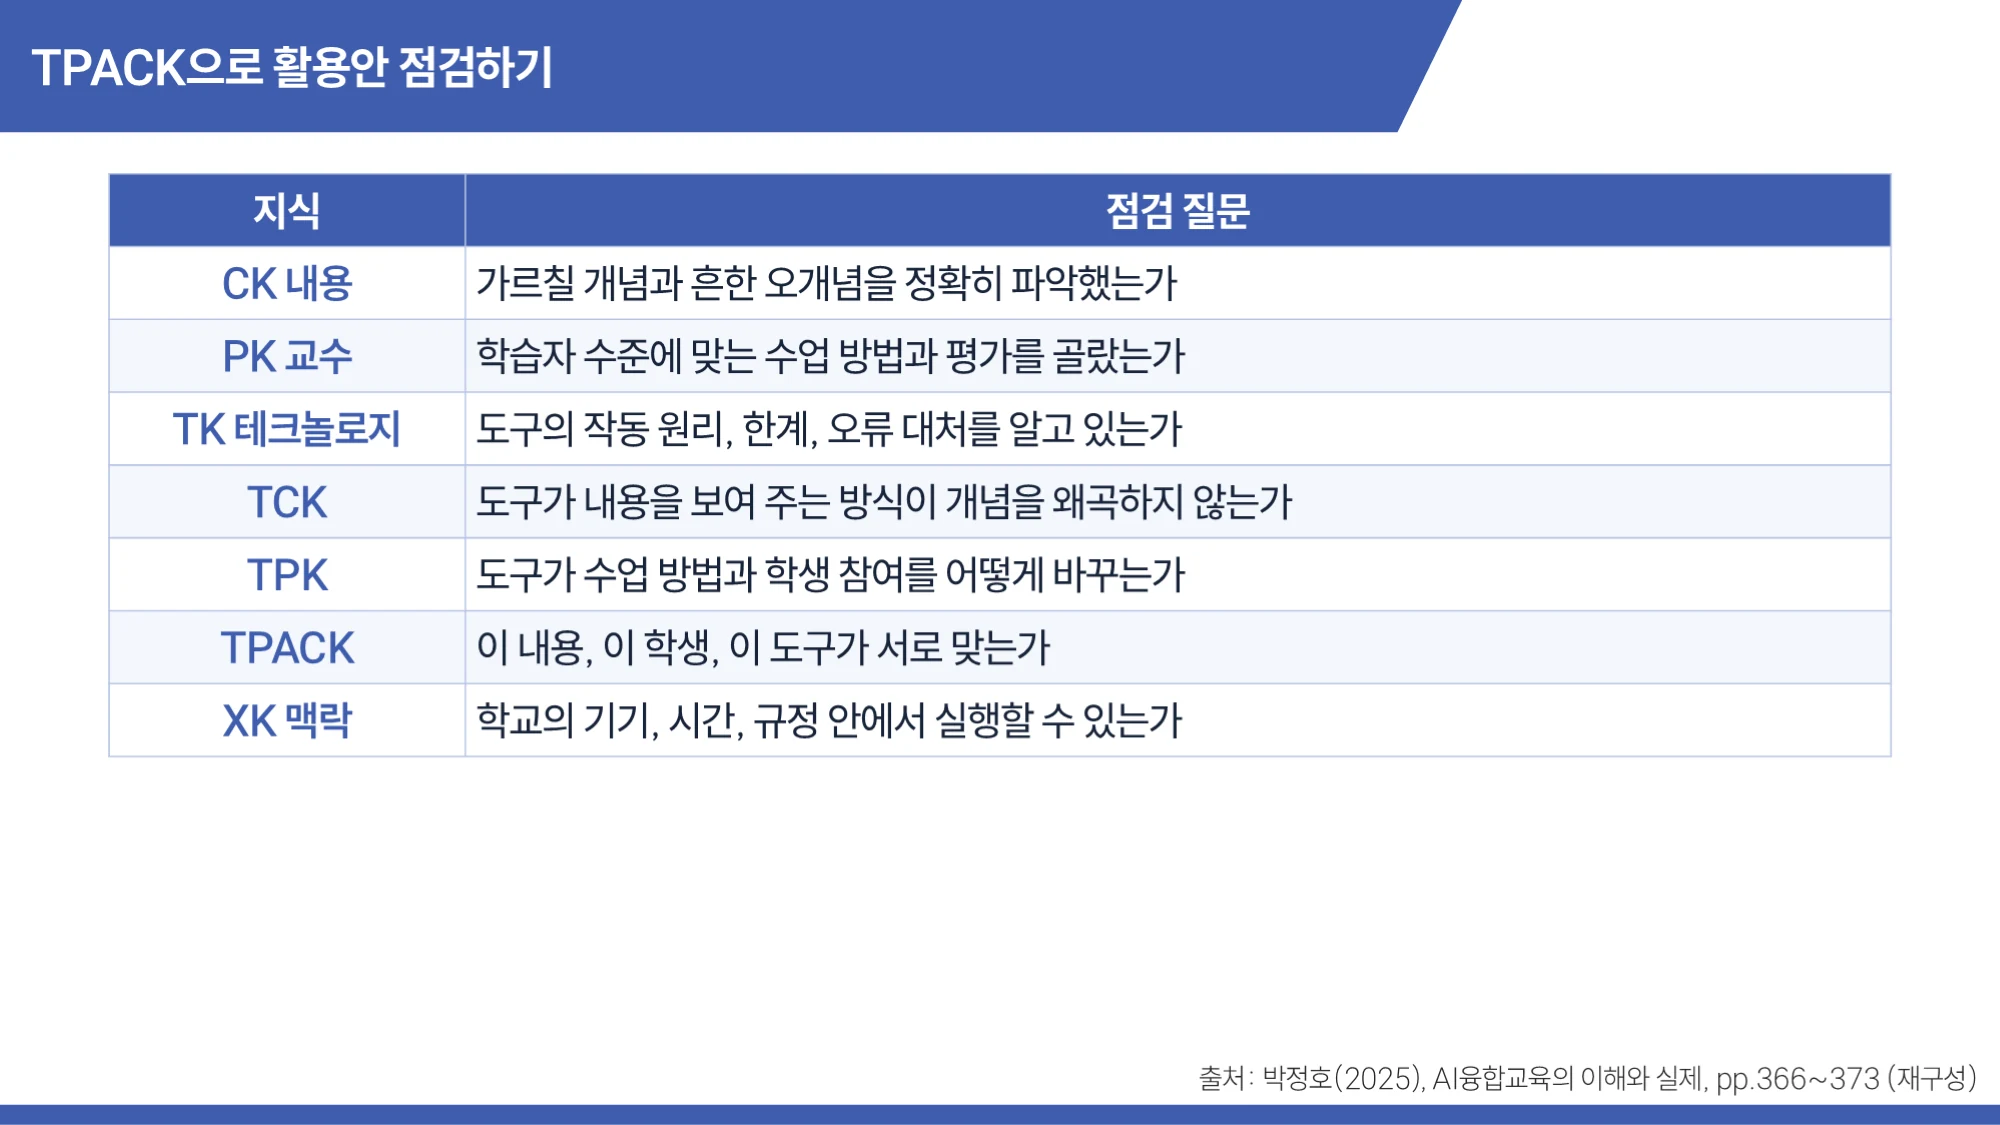 TPACK으로 활용안 점검하기
지식 점검 질문
CK 내용 가르칠 개념과 흔한 오개념을 정확히 파악했는가
PK 교수 학습자 수준에 맞는 수업 방법과 평가를 골랐는가
TK 테크놀로지 도구의 작동 원리, 한계, 오류 대처를 알고 있는가
TCK 도구가 내용을 보여 주는 방식이 개념을 왜곡하지 않는가
TPK 도구가 수업 방법과 학생 참여를 어떻게 바꾸는가
TPACK 이 내용, 이 학생, 이 도구가 서로 맞는가
XK 맥락 학교의 기기, 시간, 규정 안에서 실행할 수 있는가
출처: 박정호(2025), AI융합교육의 이해와 실제, pp.366~373 (재구성)